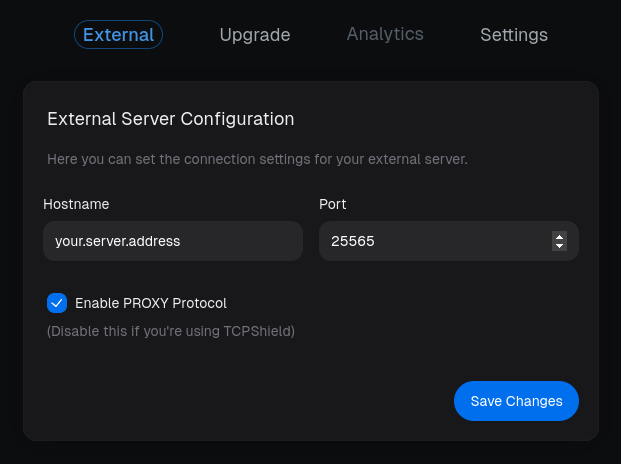 External Upgrade Analytics Settings
External Server Configuration
Here you can set the connection settings for your external server.
Hostname Port
your.server.address 25565
Enable PROXY Protocol
(Disable this if you're using TCPShield)
Save Changes